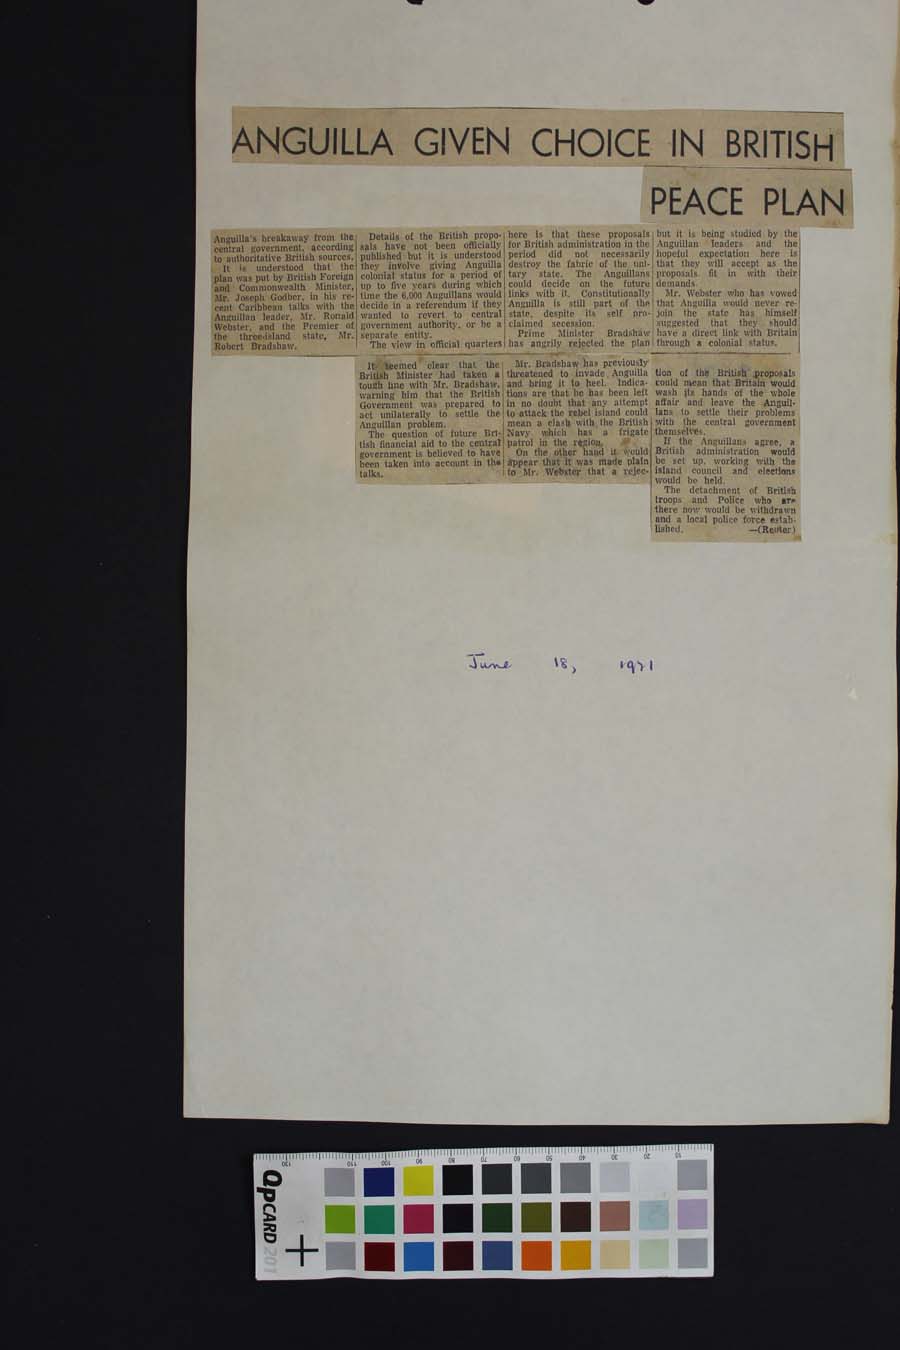 ANGUILLA GIVEN CHOICE IN BRITISH
PEACE PLAN
Anguilla's breakaway from the
central government, according
to authoritative British sources.
It is understood that the
plan was put by British Foreign
and Commonwealth Minister,
Mr. Joseph Godber, in his re-
cent Caribbean talks with the
Anguillan leader, Mr. Ronald
Webster, and the Premier of
the three-island state, Mr.
Robert Bradshaw.
Details of the British propo-
sals have not been officially
published but it is understood
they involve giving Anguilla
colonial status for a period of
up to five years during which
time the 6,000 Anguillans would
decide in a referendum if they
wanted to revert to central
government authority, or be a
separate entity.
The view in official quarters
here is that these proposals
for British administration in the
period did not necessarily
destroy the fabric of the uni-
tary state. The Anguillans
could decide on the future
links with it. Constitutionally
Anguilla is still part of the
state, despite its self pro-
claimed secession.
Prime Minister Bradshaw
has angrily rejected the plan
but it is being studied by the
Anguillan leaders and the
hopeful expectation here is
that they will accept as the
proposals fit in with their
demands.
Mr. Webster who has vowed
that Anguilla would never re-
join the state has himself
suggested that they should
have a direct link with Britain
through a colonial status.
It seemed clear that the
British Minister had taken a
tough line with Mr. Bradshaw,
warning him that the British
Government was prepared to
act unilaterally to settle the
Anguillan problem.
The question of future Bri-
tish financial aid to the central
government is believed to have
been taken into account in the
talks.
Mr. Bradshaw has previously
threatened to invade Anguilla
and bring it to heel. Indica-
tions are that he has been left
in no doubt that any attempt
to attack the rebel island could
mean a clash with the British
Navy which has a frigate
patrol in the region.
On the other hand it would
appear that it was made plain
to Mr. Webster that a rejec-
tion of the British proposals
could mean that Britain would
wash its hands of the whole
affair and leave the Anguil-
lans to settle their problems
with the central government
themselves.
If the Anguillans agree, a
British administration would
be set up, working with the
island council and elections
would be held.
The detachment of British
troops and Police who are
there now would be withdrawn
and a local police force estab-
lished. —(Reuter)
June 18, 1971
130 110 100 90 80 70 60 50 40 30 20 10
QPCARD 201